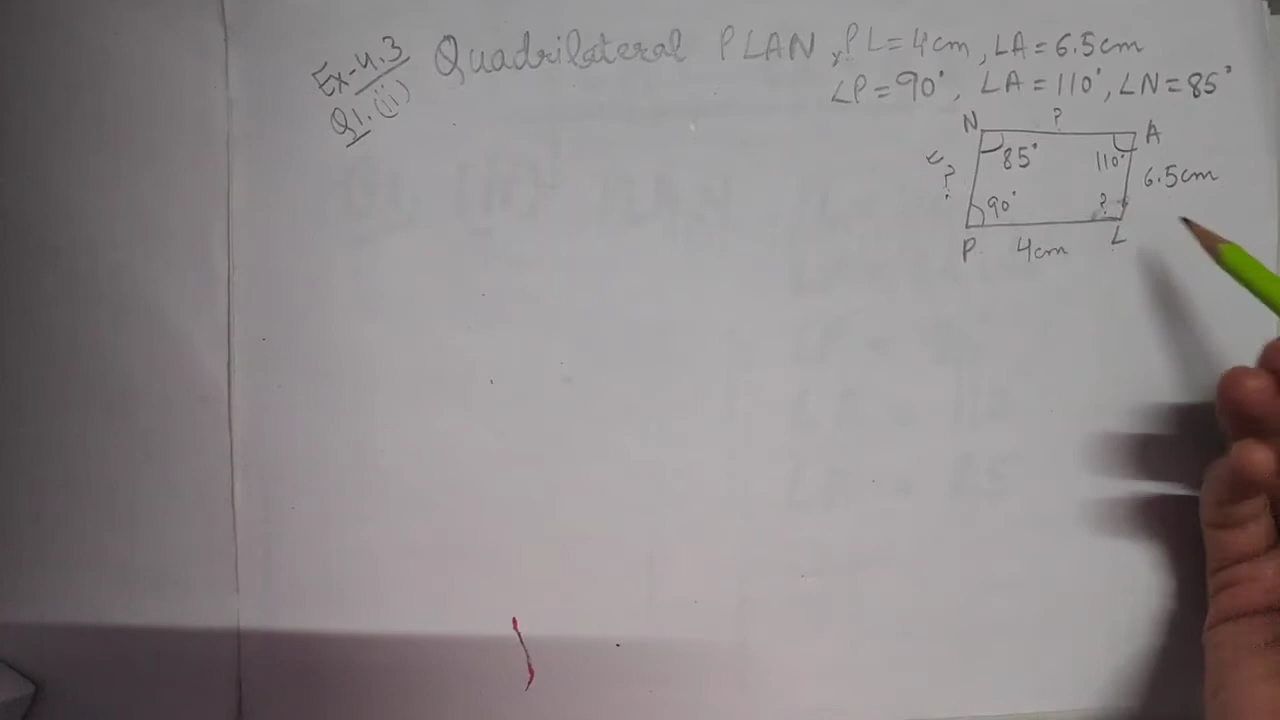 Ex-4.3
Q1.(ii)
Quadrilateral PLAN, PL=4cm, LA=6.5cm
∠P=90°, ∠A=110°, ∠N=85°
N ? A
85° 110°
? 6.5cm
90° ?
P 4cm L